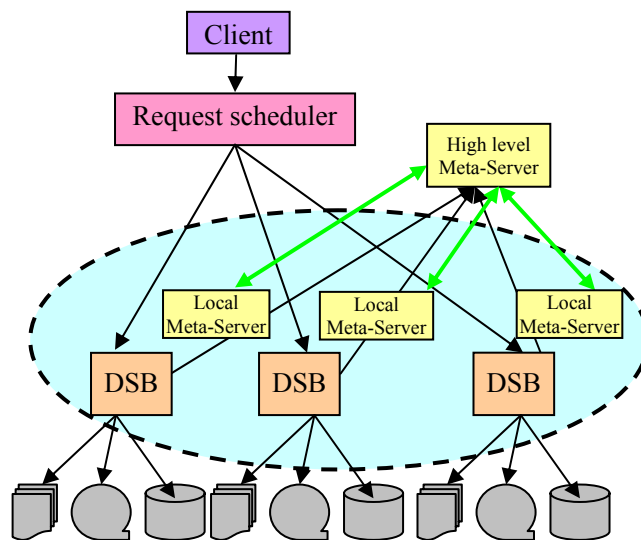 Client
Request scheduler
High level
Meta-Server
Local
Meta-Server
Local
Meta-Server
Local
Meta-Server
DSB
DSB
DSB